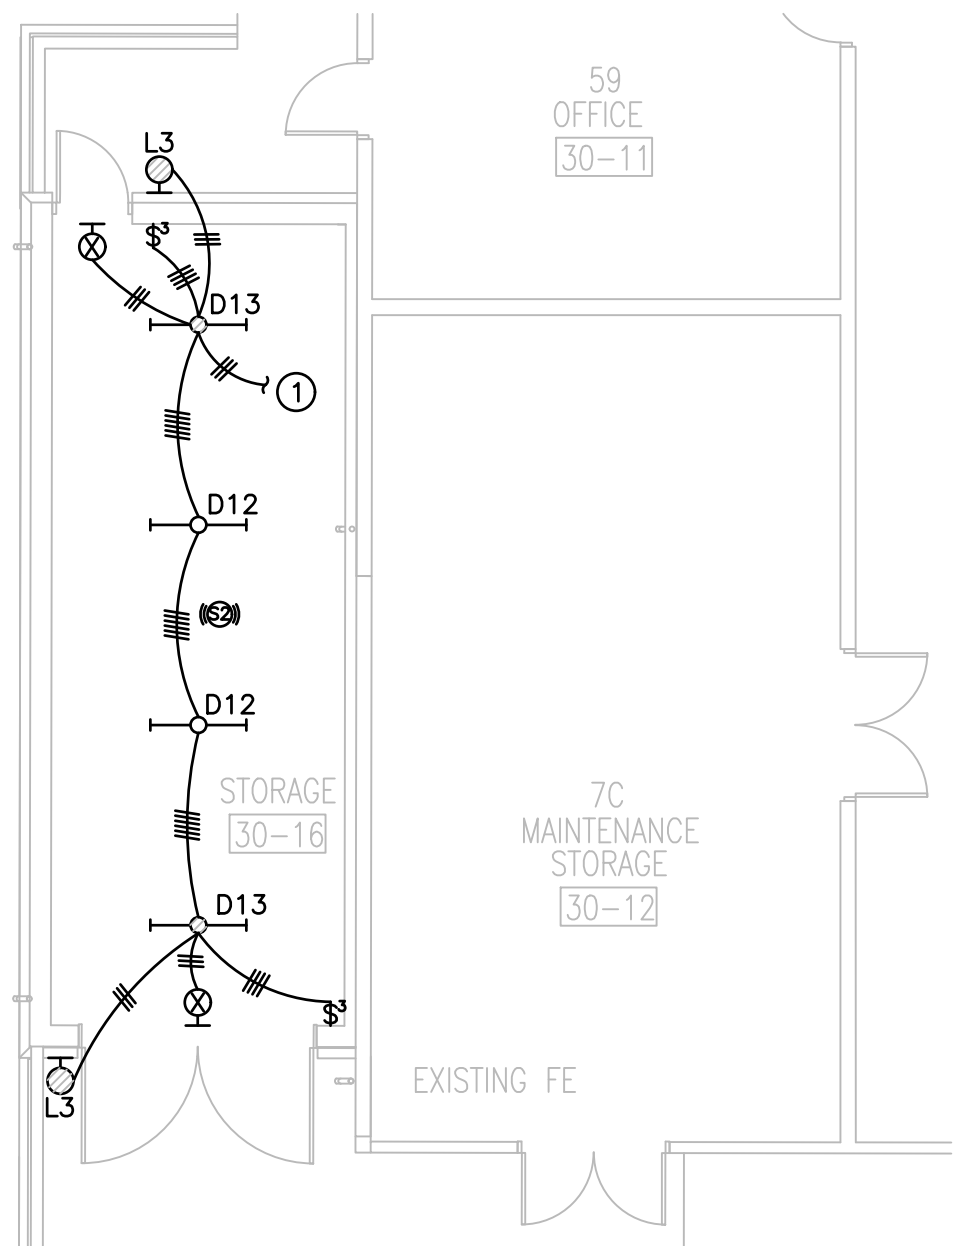 59
OFFICE
30-11
L3
$3
D13
1
D12
S2
D12
STORAGE
30-16
7C
MAINTENANCE
STORAGE
30-12
D13
X
X
$3
EXISTING FE
L3